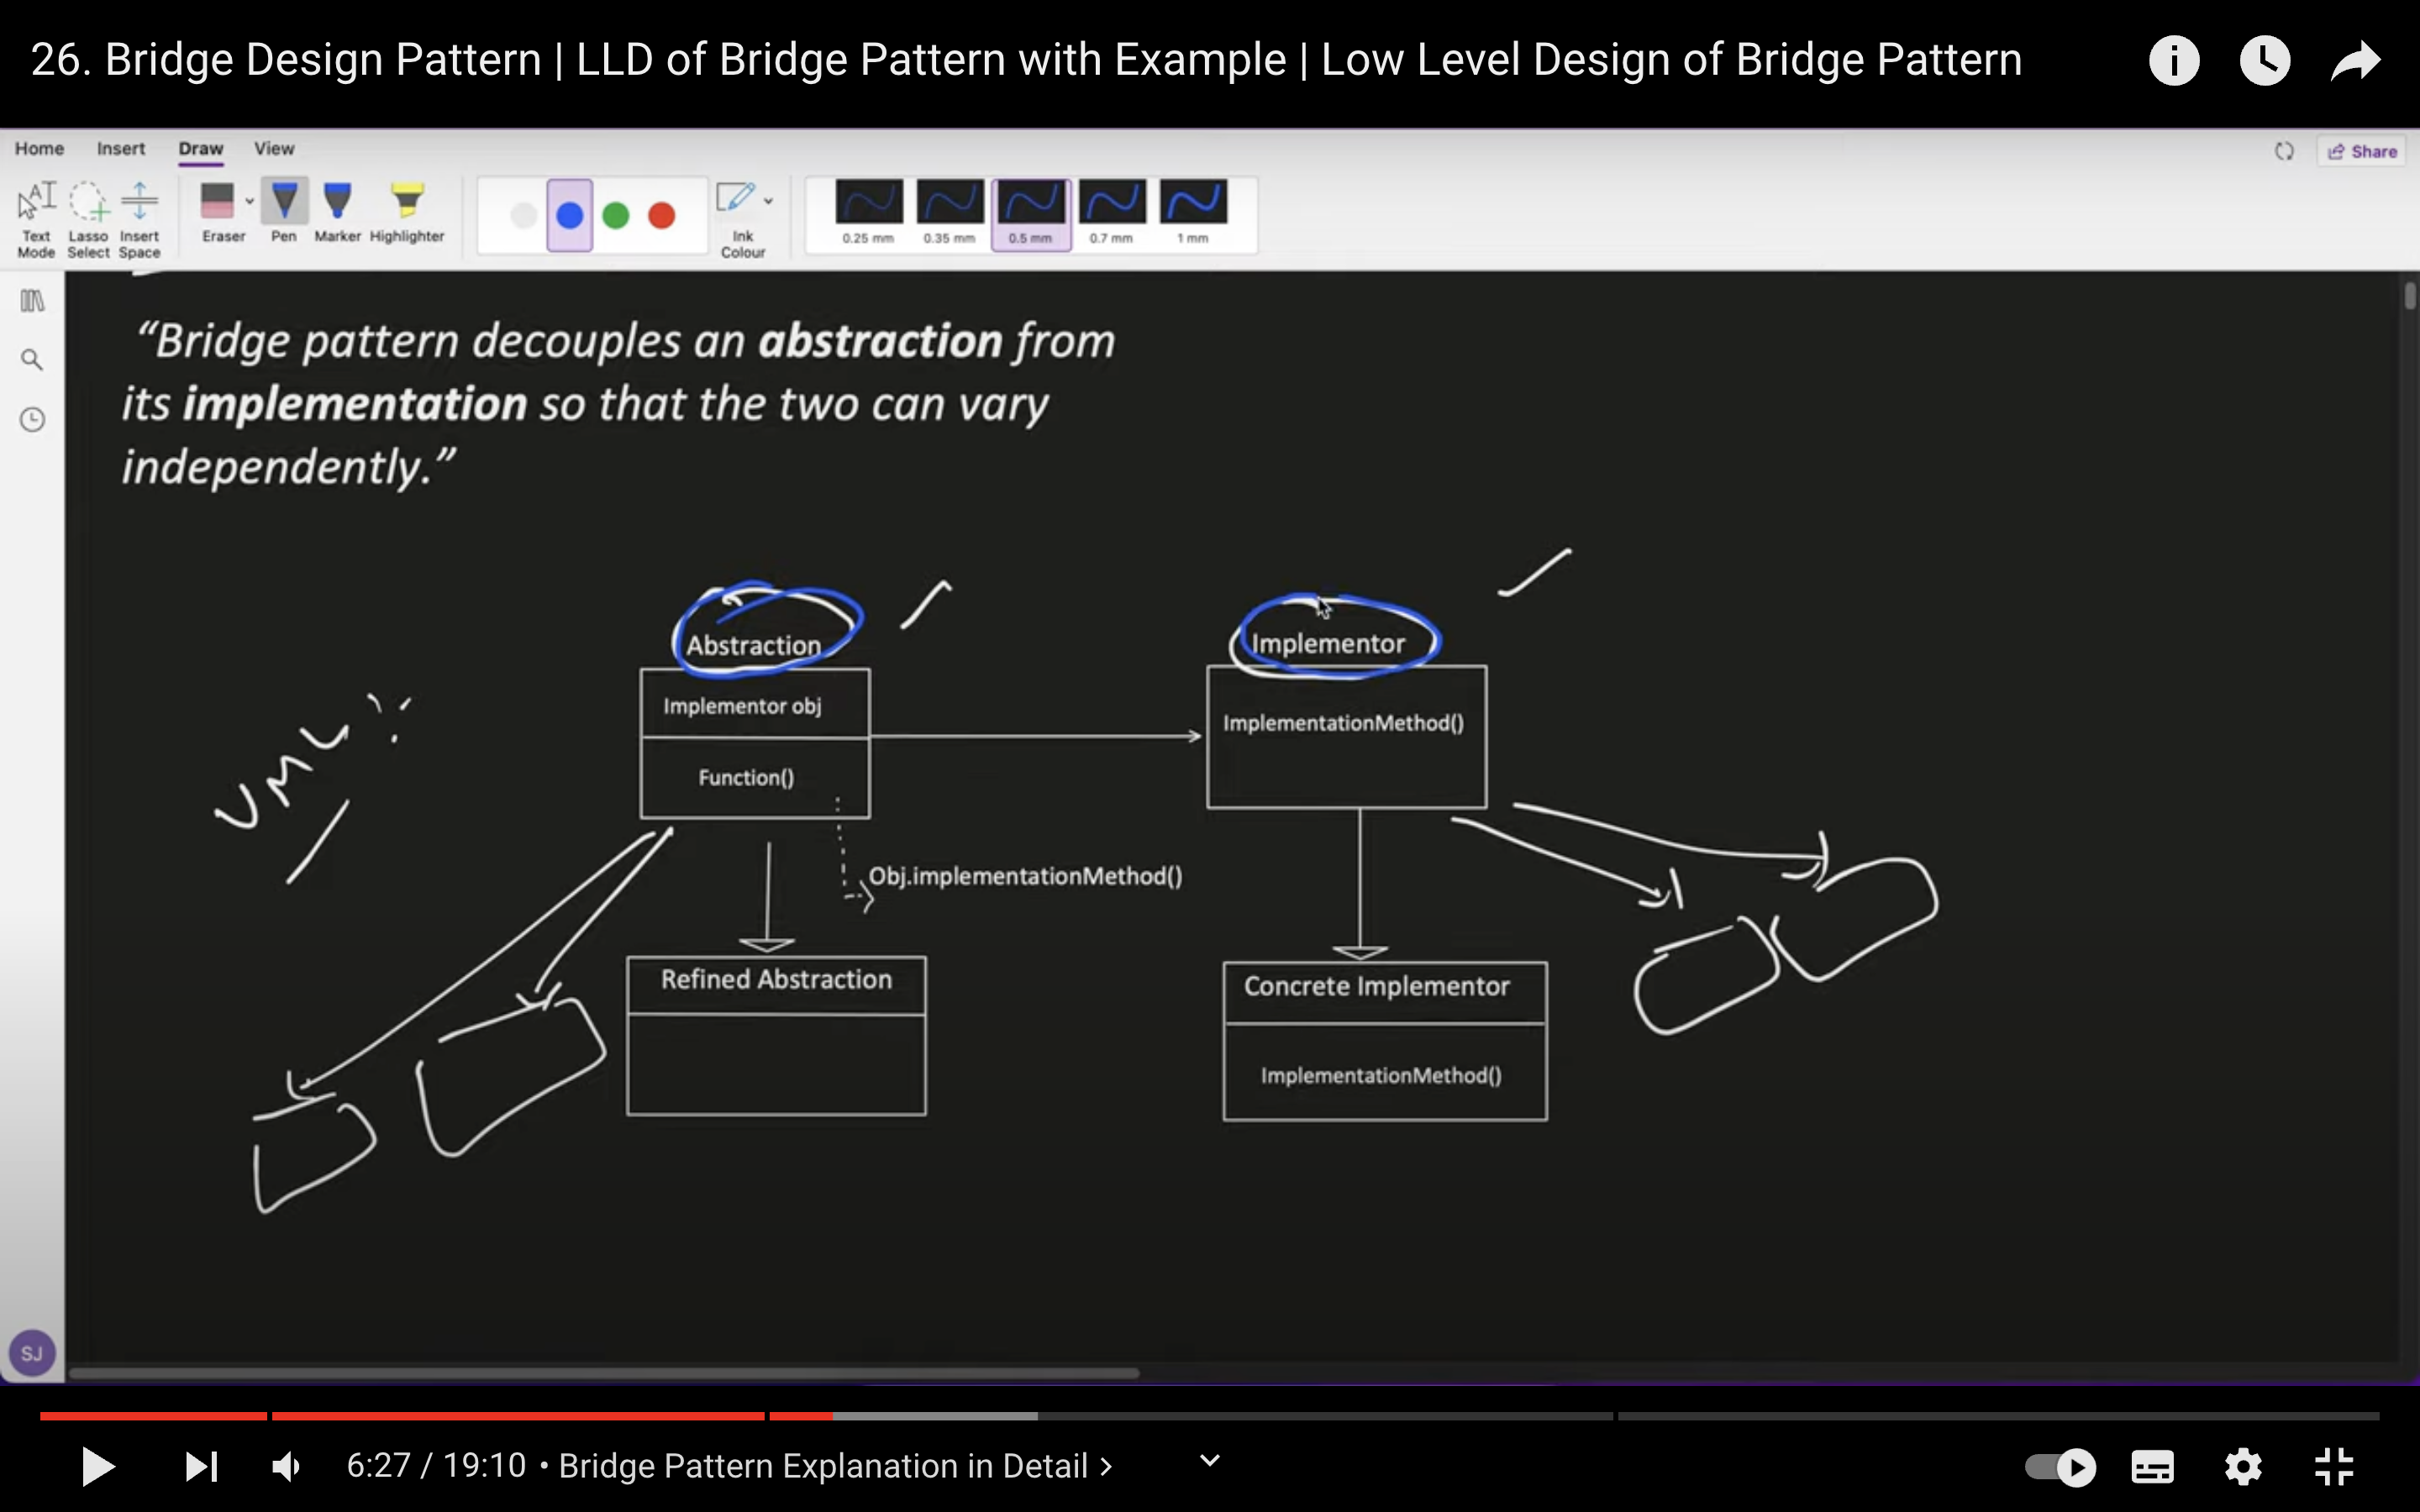 26. Bridge Design Pattern | LLD of Bridge Pattern with Example | Low Level Design of Bridge Pattern
Home Insert Draw View
Share
Text Mode
Lasso Select
Insert Space
Eraser
Pen
Marker
Highlighter
Ink Colour
0.25 mm
0.35 mm
0.5 mm
0.7 mm
1 mm
“Bridge pattern decouples an abstraction from
its implementation so that the two can vary
independently.”
Abstraction
Implementor obj
Function()
Obj.implementationMethod()
Refined Abstraction
Implementor
ImplementationMethod()
Concrete Implementor
ImplementationMethod()
SJ
6:27 / 19:10 • Bridge Pattern Explanation in Detail >